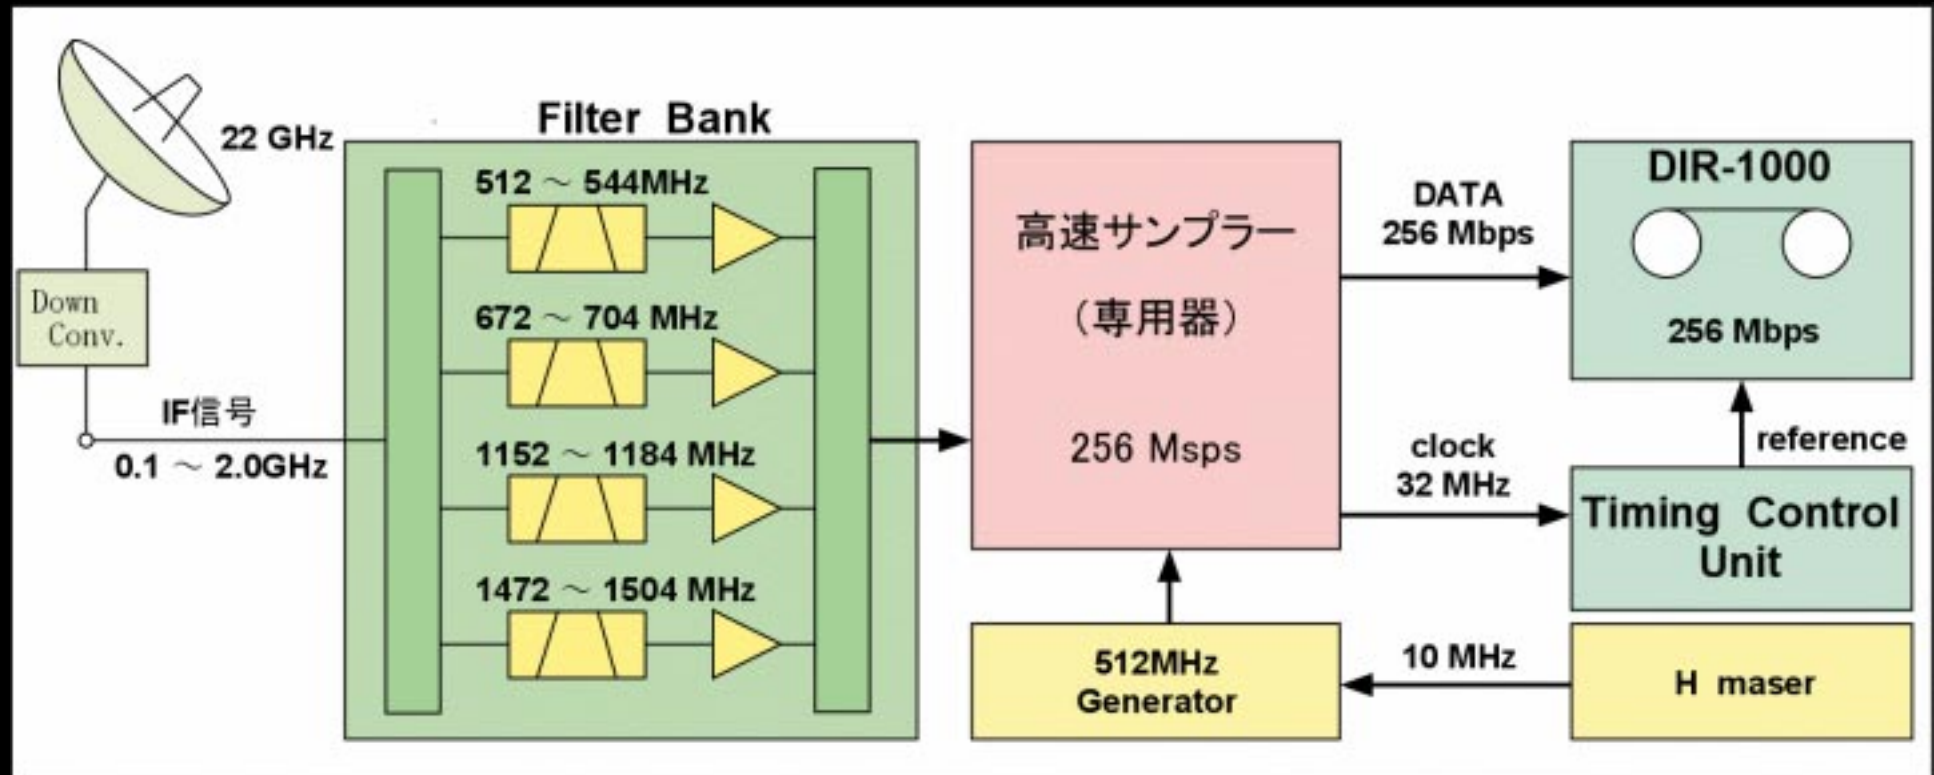 22 GHz
Down
Conv.
IF信号
0.1 ～ 2.0GHz
Filter Bank
512 ～ 544MHz
672 ～ 704 MHz
1152 ～ 1184 MHz
1472 ～ 1504 MHz
高速サンプラー
（専用器）
256 Msps
DATA
256 Mbps
clock
32 MHz
DIR-1000
256 Mbps
reference
Timing Control
Unit
512MHz
Generator
10 MHz
H maser